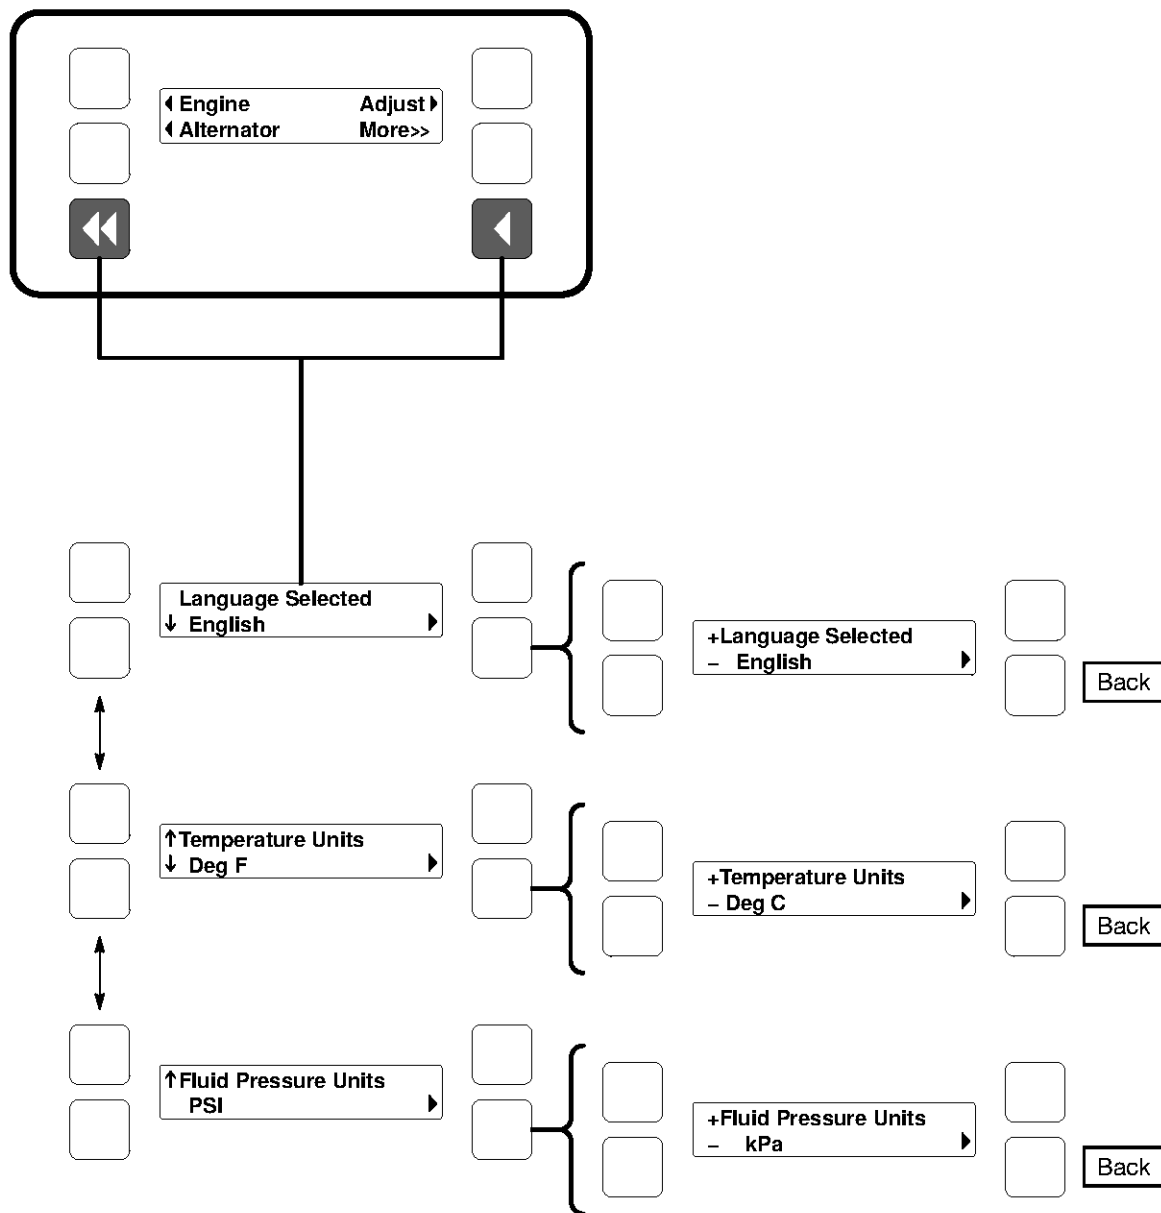 ◀ Engine Adjust ▶
◀ Alternator More>>
Language Selected
↓ English ▶
+Language Selected
– English ▶
Back
↑Temperature Units
↓ Deg F ▶
+Temperature Units
– Deg C ▶
Back
↑Fluid Pressure Units
PSI ▶
+Fluid Pressure Units
– kPa ▶
Back